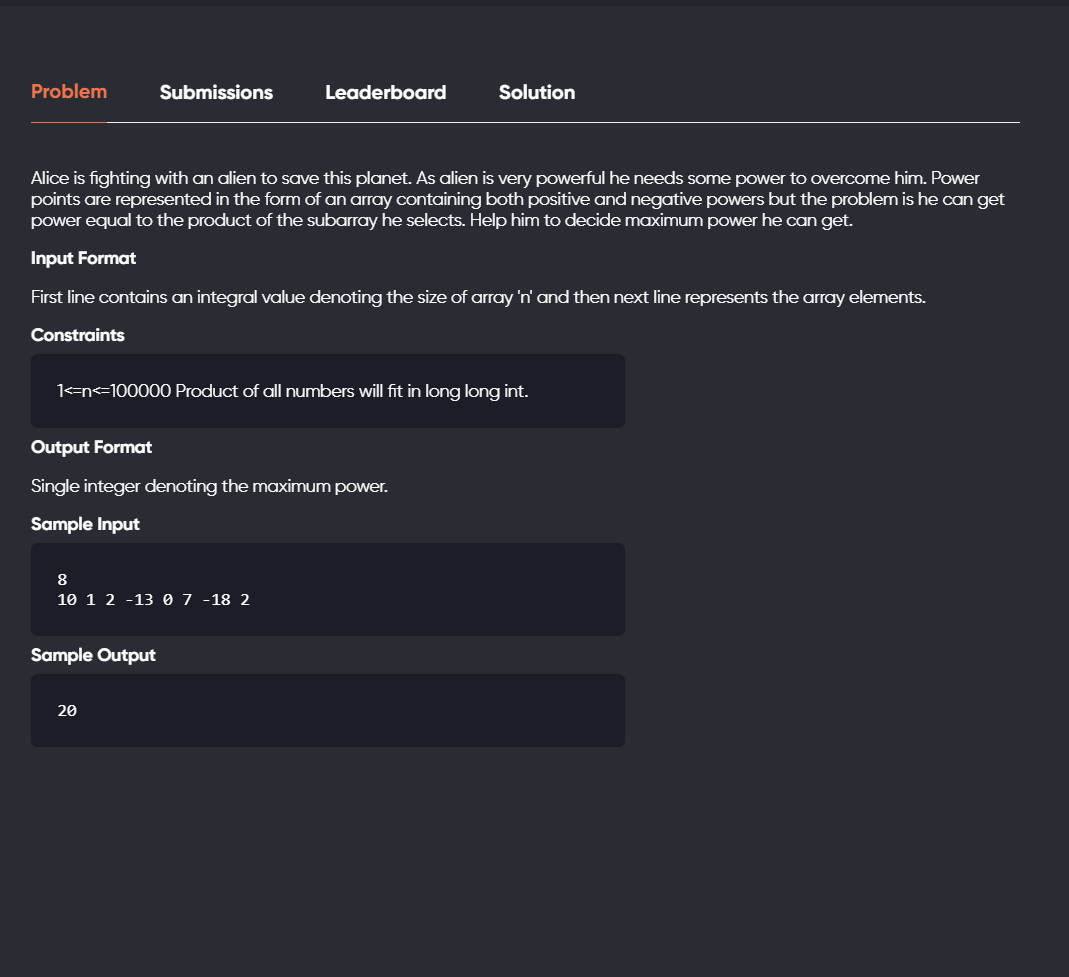 Problem Submissions Leaderboard Solution
Alice is fighting with an alien to save this planet. As alien is very powerful he needs some power to overcome him. Power
points are represented in the form of an array containing both positive and negative powers but the problem is he can get
power equal to the product of the subarray he selects. Help him to decide maximum power he can get.
Input Format
First line contains an integral value denoting the size of array 'n' and then next line represents the array elements.
Constraints
1<=n<=100000 Product of all numbers will fit in long long int.
Output Format
Single integer denoting the maximum power.
Sample Input
8
10 1 2 -13 0 7 -18 2
Sample Output
20